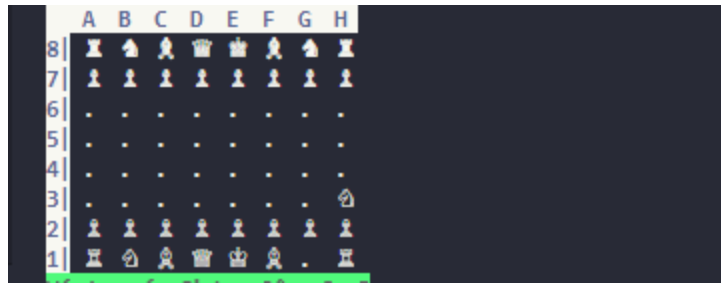 A B C D E F G H
8| ♜ ♞ ♝ ♛ ♚ ♝ ♞ ♜
7| ♟ ♟ ♟ ♟ ♟ ♟ ♟ ♟
6| . . . . . . . .
5| . . . . . . . .
4| . . . . . . . .
3| . . . . . . . ♘
2| ♟ ♟ ♟ ♟ ♟ ♟ ♟ ♟
1| ♖ ♘ ♗ ♕ ♔ ♗ . ♖